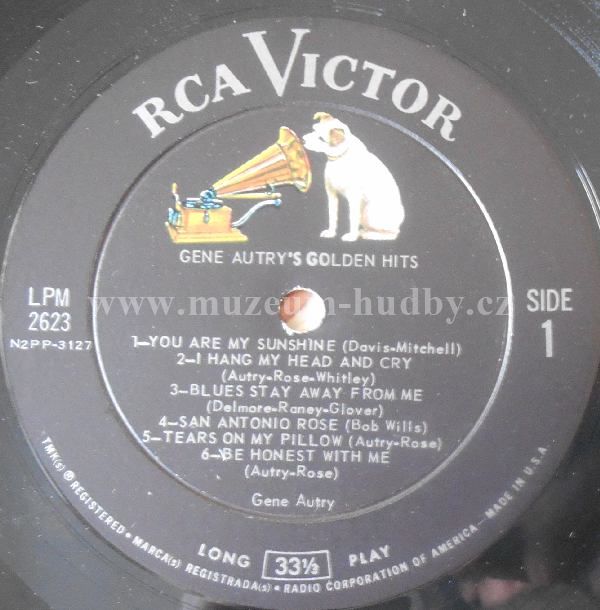 RCA VICTOR
GENE AUTRY'S GOLDEN HITS
LPM
2623
N2PP-3127
SIDE
1
www.muzeum-hudby.cz
1—YOU ARE MY SUNSHINE (Davis-Mitchell)
2—I HANG MY HEAD AND CRY
(Autry-Rose-Whitley)
3—BLUES STAY AWAY FROM ME
(Delmore-Raney-Glover)
4—SAN ANTONIO ROSE (Bob Wills)
5—TEARS ON MY PILLOW (Autry-Rose)
6—BE HONEST WITH ME
(Autry-Rose)
Gene Autry
LONG 33⅓ PLAY
TMK(s) ® REGISTERED • MARCA(s) REGISTRADA(s) • RADIO CORPORATION OF AMERICA—MADE IN U.S.A.